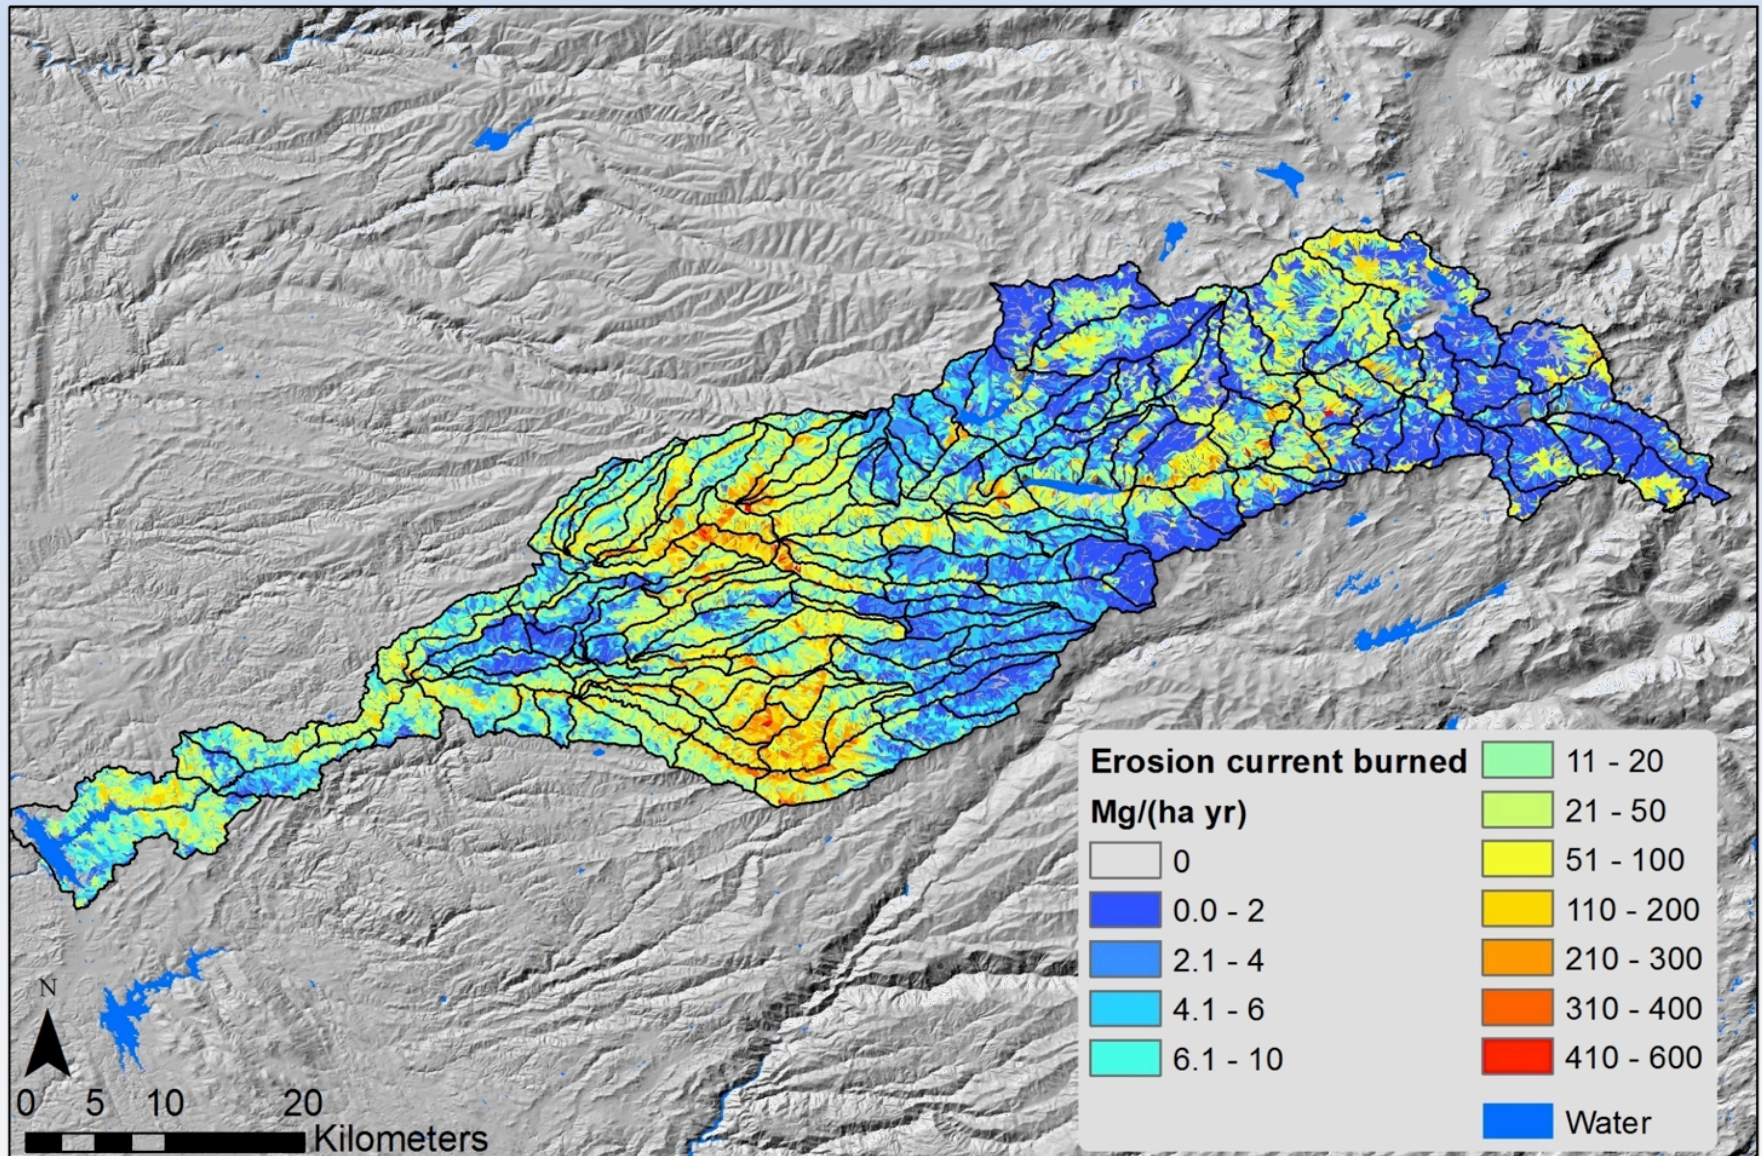 Erosion current burned
Mg/(ha yr)
0
0.0 - 2
2.1 - 4
4.1 - 6
6.1 - 10
11 - 20
21 - 50
51 - 100
110 - 200
210 - 300
310 - 400
410 - 600
Water
N
0 5 10 20
Kilometers